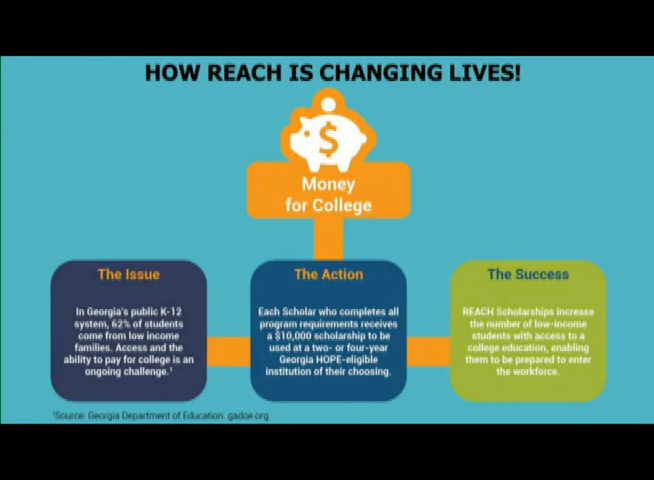 HOW REACH IS CHANGING LIVES!
$
Money
for College
The Issue
In Georgia's public K-12
system, 62% of students
come from low income
families. Access and the
ability to pay for college is an
ongoing challenge.¹
The Action
Each Scholar who completes all
program requirements receives
a $10,000 scholarship to be
used at a two- or four-year
Georgia HOPE-eligible
institution of their choosing.
The Success
REACH Scholarships increase
the number of low-income
students with access to a
college education, enabling
them to be prepared to enter
the workforce.
¹Source: Georgia Department of Education. gadoe.org.